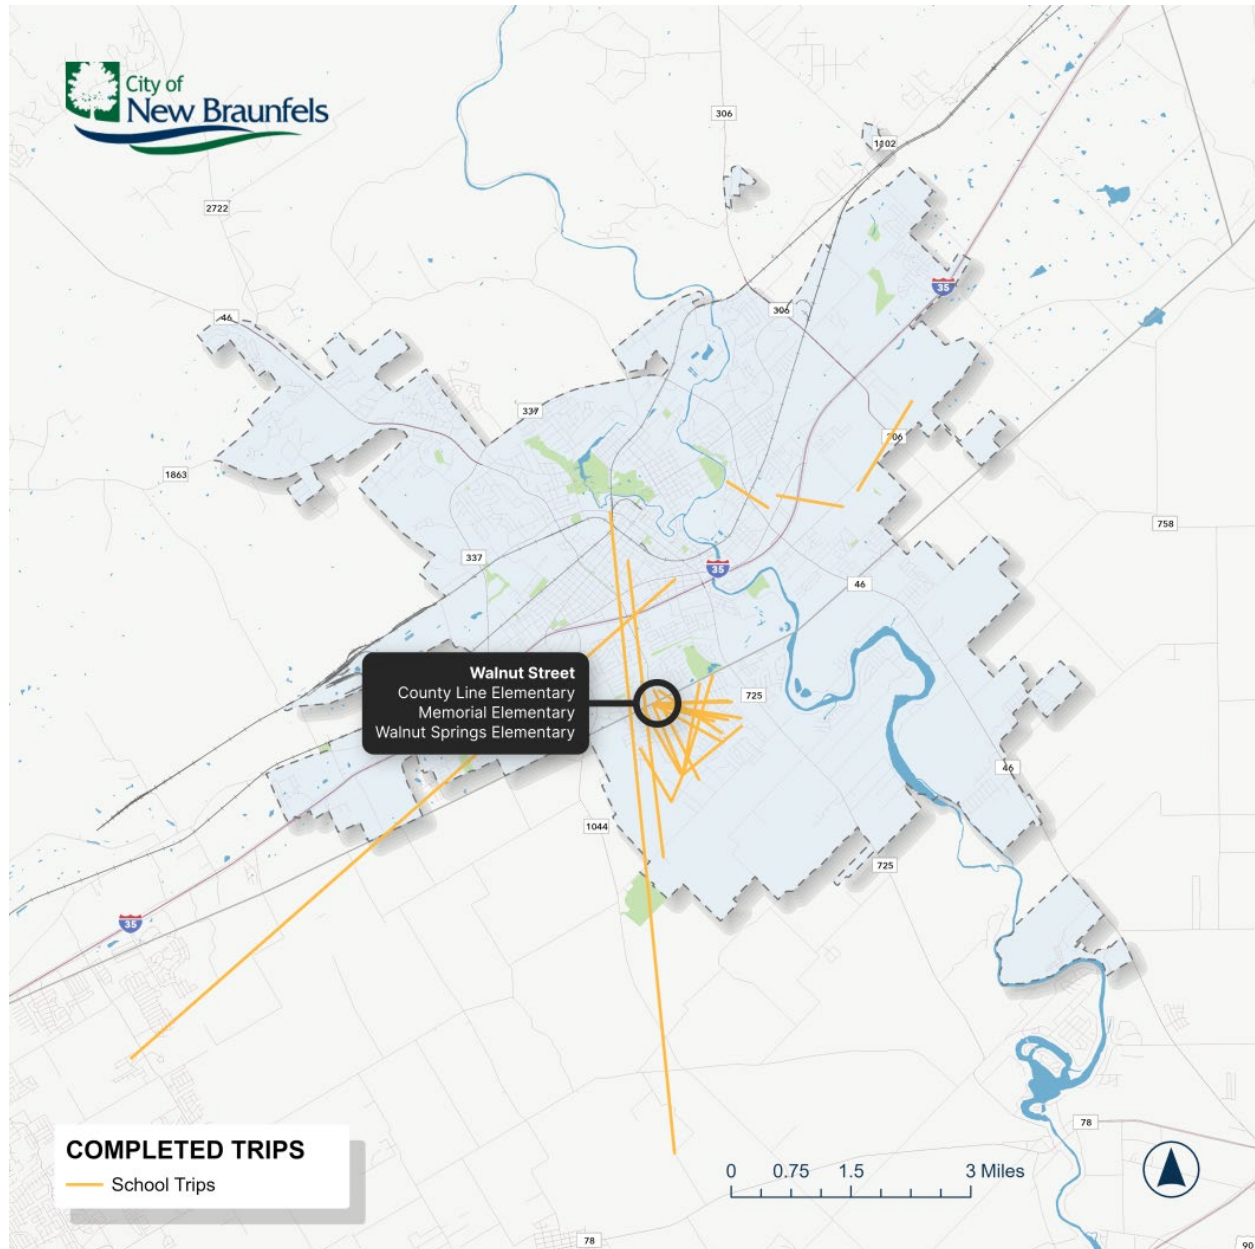 City of
New Braunfels
306
1102
2722
35
46
306
337
306
1863
758
337
35
46
Walnut Street
County Line Elementary
Memorial Elementary
Walnut Springs Elementary
725
46
1044
725
35
COMPLETED TRIPS
School Trips
0 0.75 1.5 3 Miles
78
78
90